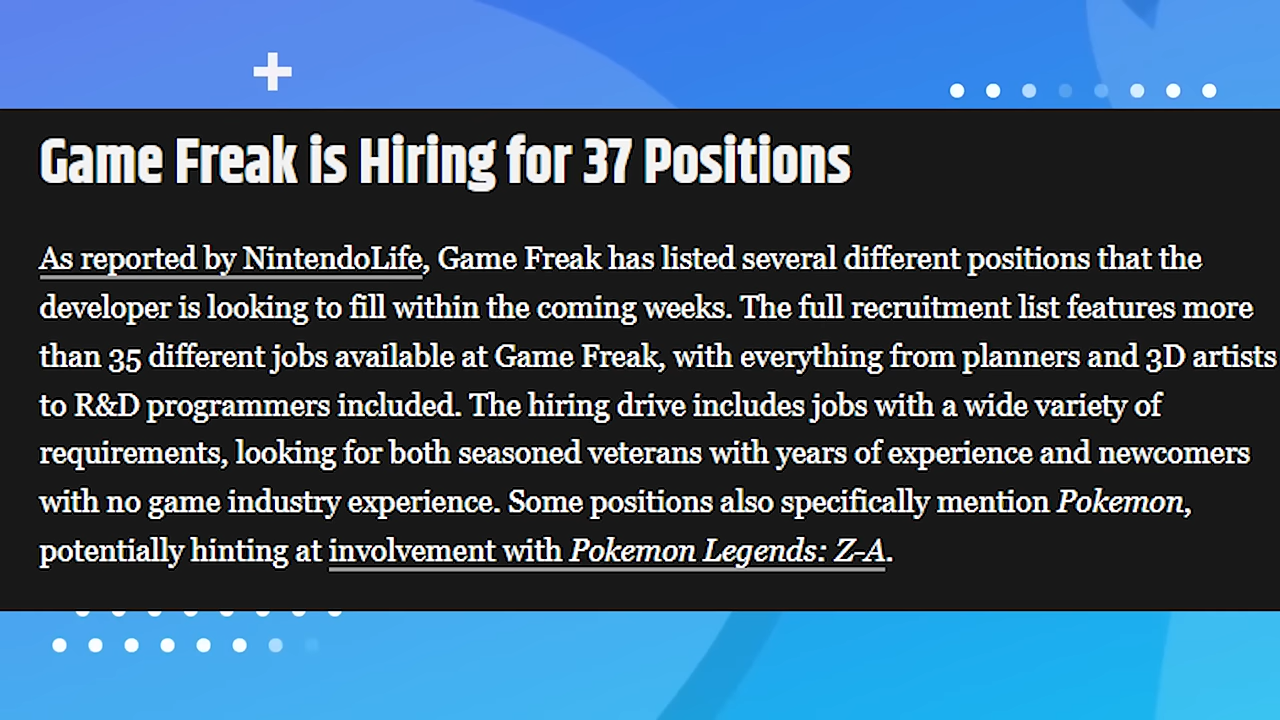 Game Freak is Hiring for 37 Positions
As reported by NintendoLife, Game Freak has listed several different positions that the
developer is looking to fill within the coming weeks. The full recruitment list features more
than 35 different jobs available at Game Freak, with everything from planners and 3D artists
to R&D programmers included. The hiring drive includes jobs with a wide variety of
requirements, looking for both seasoned veterans with years of experience and newcomers
with no game industry experience. Some positions also specifically mention Pokemon,
potentially hinting at involvement with Pokemon Legends: Z-A.